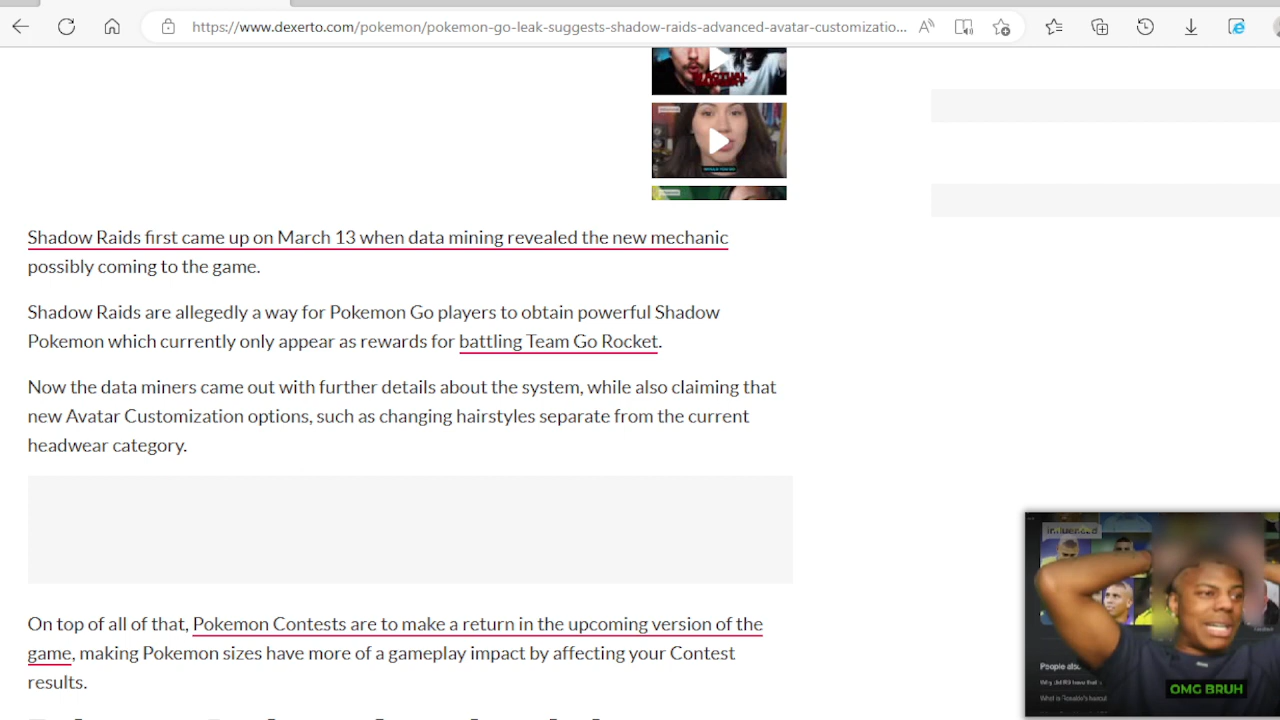 https://www.dexerto.com/pokemon/pokemon-go-leak-suggests-shadow-raids-advanced-avatar-customizatio...
Shadow Raids first came up on March 13 when data mining revealed the new mechanic
possibly coming to the game.
Shadow Raids are allegedly a way for Pokemon Go players to obtain powerful Shadow
Pokemon which currently only appear as rewards for battling Team Go Rocket.
Now the data miners came out with further details about the system, while also claiming that
new Avatar Customization options, such as changing hairstyles separate from the current
headwear category.
On top of all of that, Pokemon Contests are to make a return in the upcoming version of the
game, making Pokemon sizes have more of a gameplay impact by affecting your Contest
results.
influenced
People also
OMG BRUH